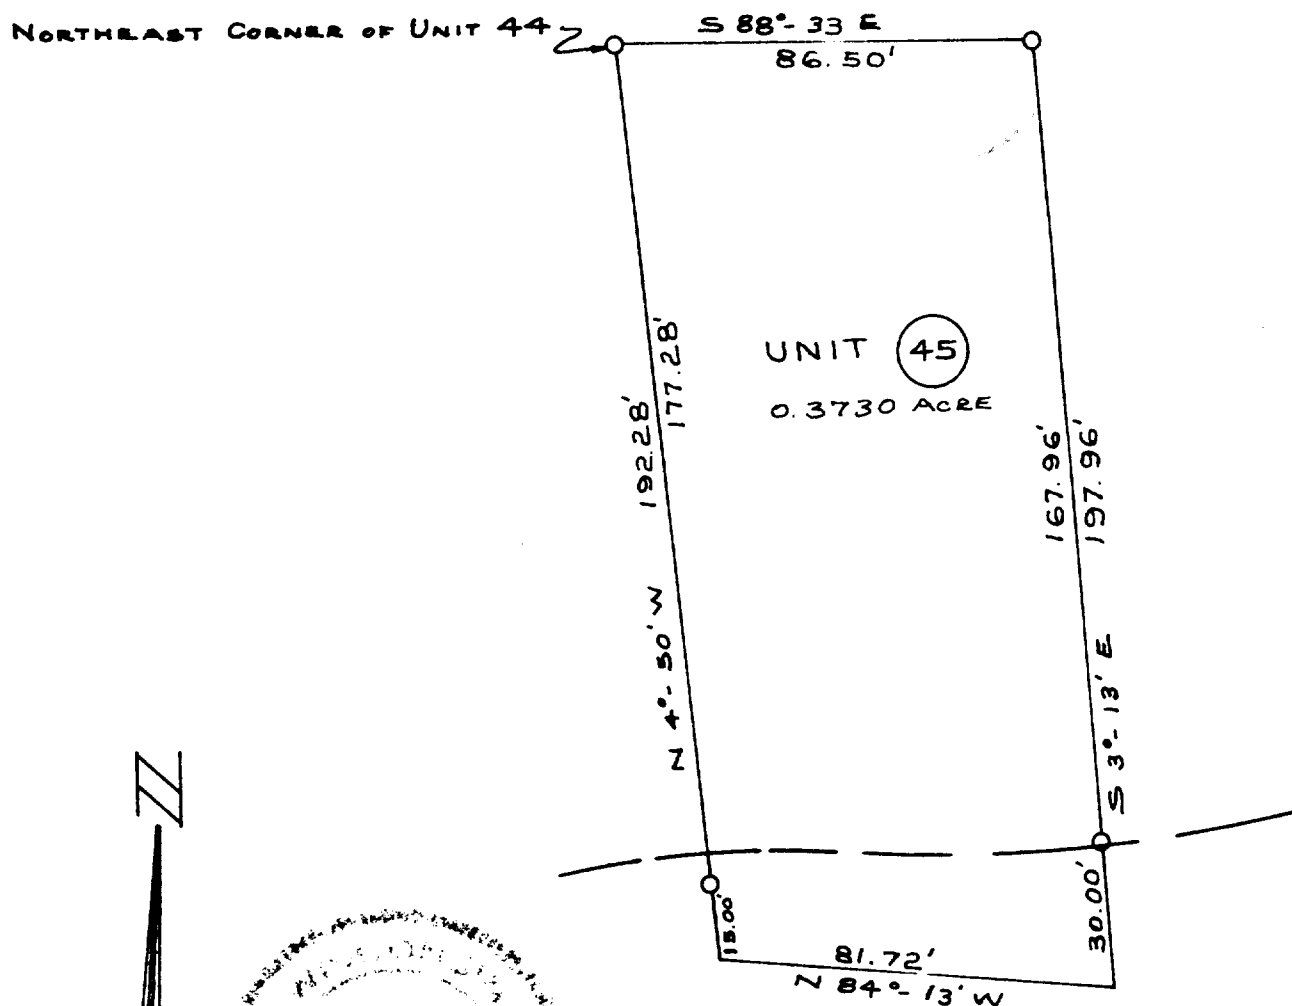 NORTHEAST CORNER OF UNIT 44
S 88°- 33 E
86.50'
UNIT 45
0.3730 ACRE
192.28'
177.28'
N 4°- 50' W
167.96'
197.96'
S 3°- 13' E
15.00'
30.00'
81.72'
N 84°- 13' W
N